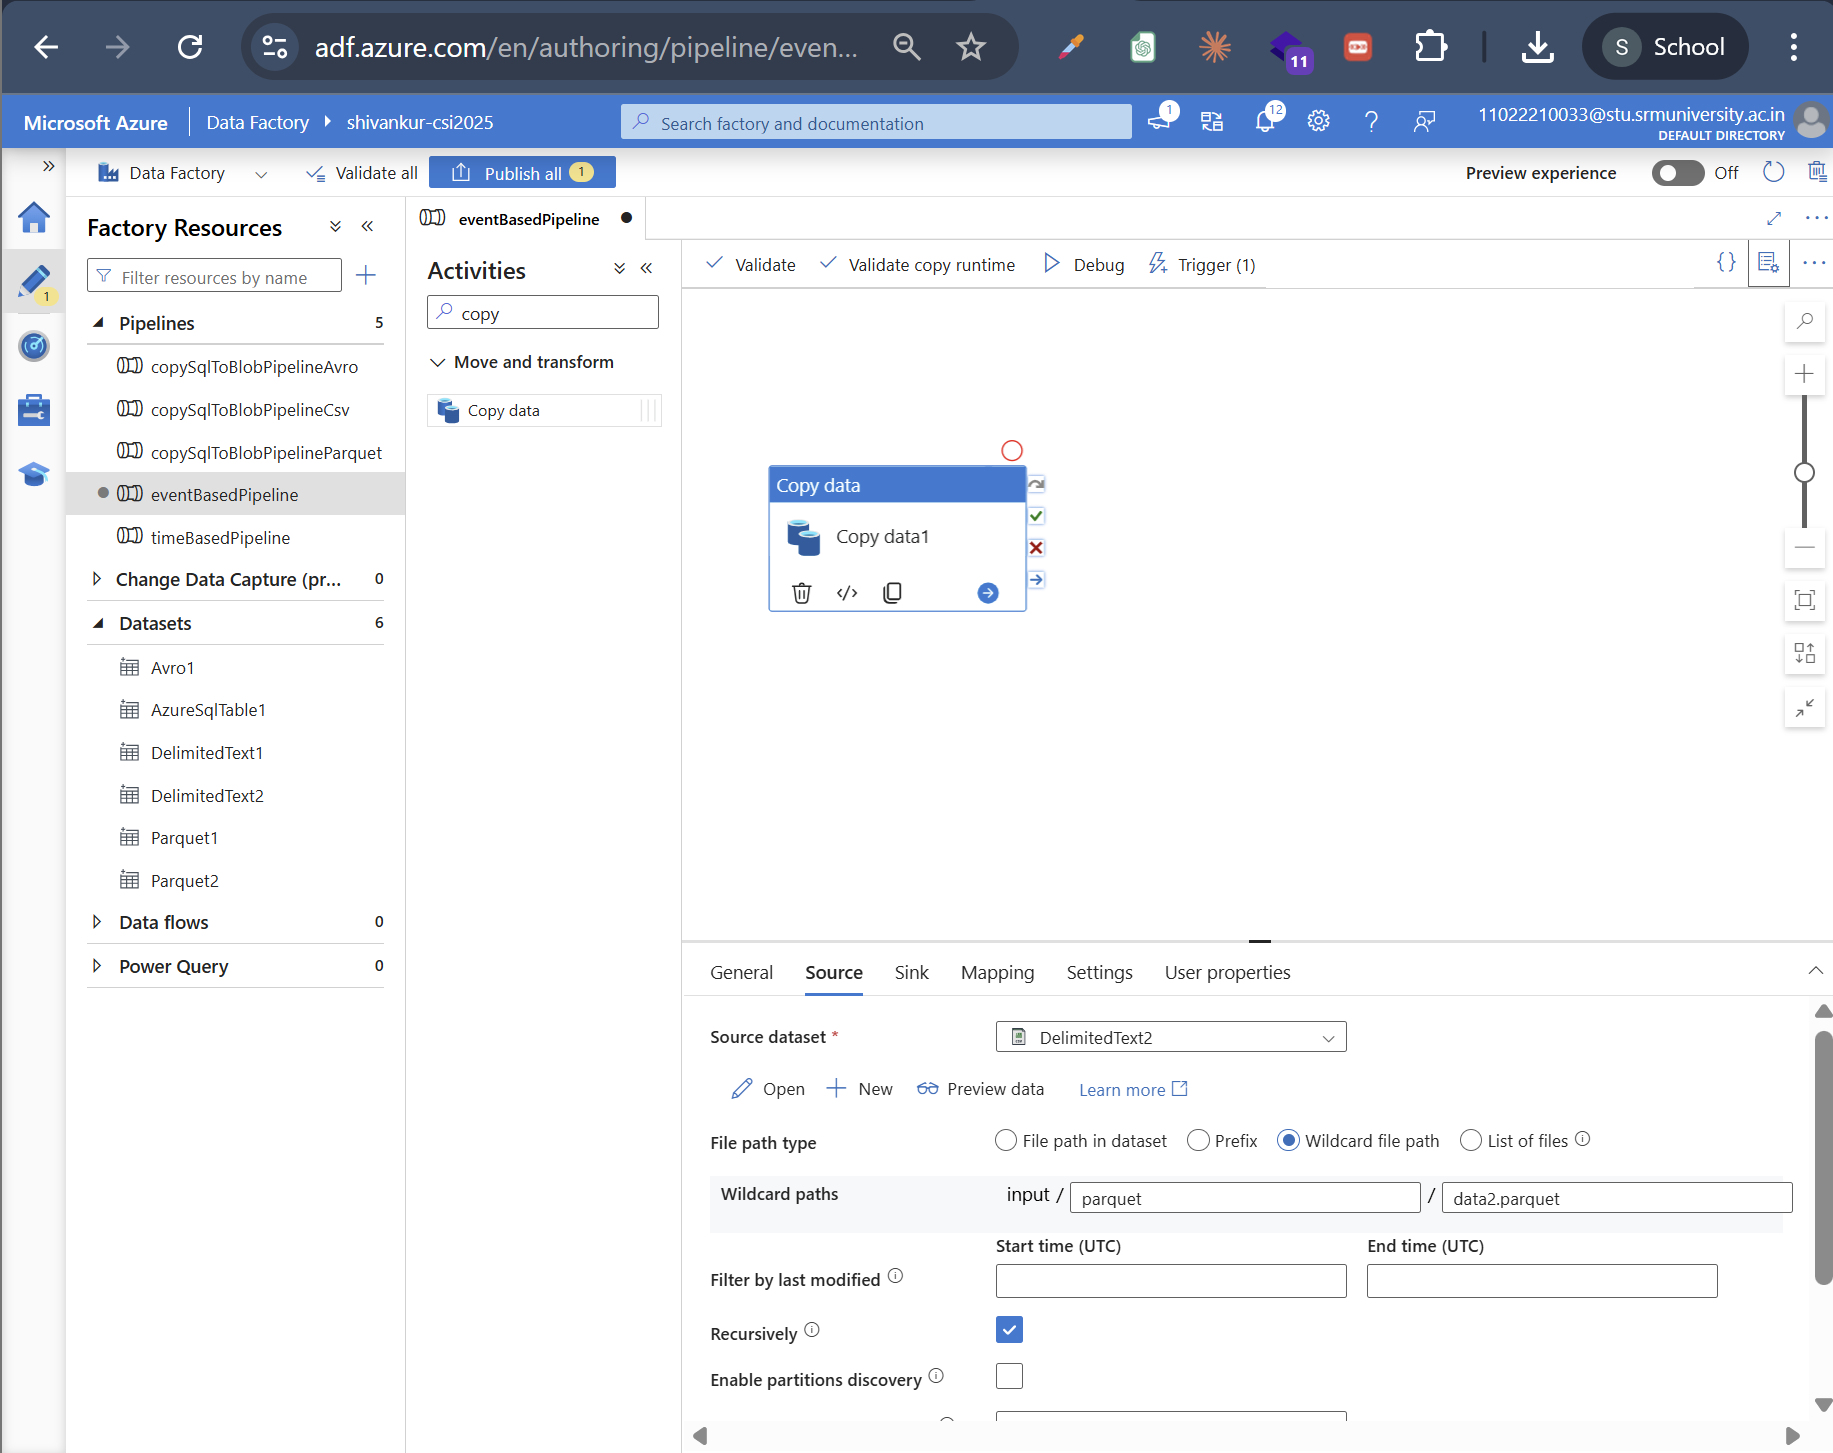 adf.azure.com/en/authoring/pipeline/even...
11
S School
Microsoft Azure
Data Factory
shivankur-csi2025
Search factory and documentation
1
12
11022210033@stu.srmuniversity.ac.in
DEFAULT DIRECTORY
Data Factory
Validate all
Publish all 1
Preview experience
Off
Factory Resources
eventBasedPipeline
1
Filter resources by name
Activities
Validate
Validate copy runtime
Debug
Trigger (1)
copy
Pipelines 5
Move and transform
copySqlToBlobPipelineAvro
copySqlToBlobPipelineCsv
Copy data
copySqlToBlobPipelineParquet
eventBasedPipeline
timeBasedPipeline
Change Data Capture (pr... 0
Datasets 6
Avro1
AzureSqlTable1
DelimitedText1
DelimitedText2
Parquet1
Parquet2
Data flows 0
Power Query 0
Copy data
Copy data1
General
Source
Sink
Mapping
Settings
User properties
Source dataset *
DelimitedText2
Open
New
Preview data
Learn more
File path type
File path in dataset
Prefix
Wildcard file path
List of files
Wildcard paths
input / parquet / data2.parquet
Start time (UTC)
End time (UTC)
Filter by last modified
Recursively
Enable partitions discovery